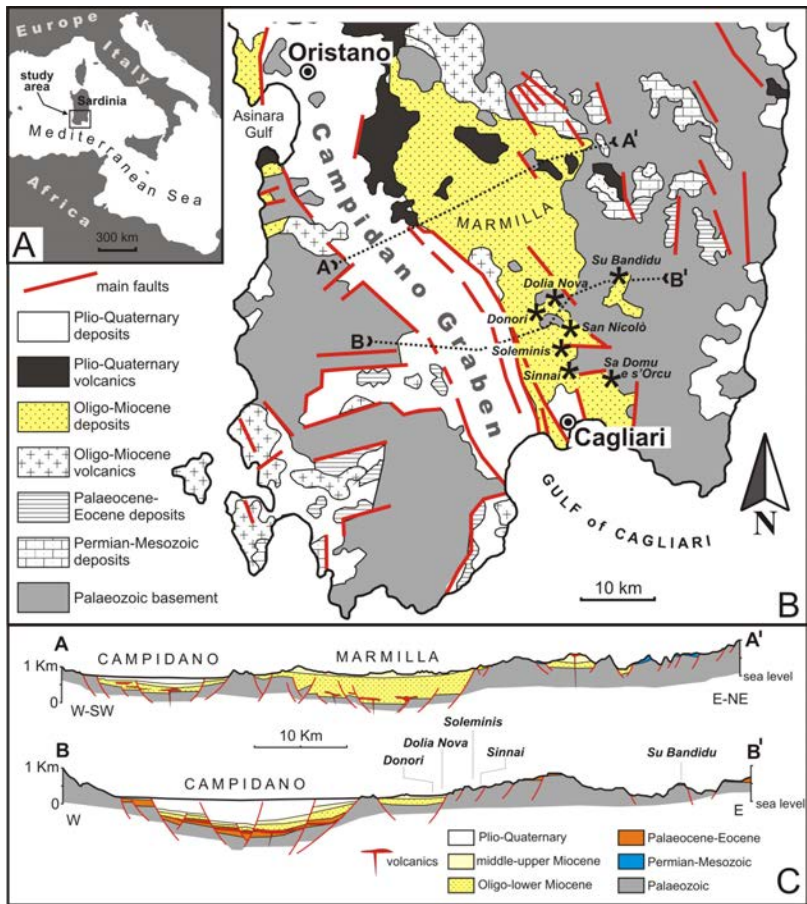 Europe
Italy
study
area
Sardinia
Mediterranean Sea
Africa
300 km
A
Oristano
Asinara
Gulf
Campidano Graben
MARMILLA
A
A'
B
B'
Su Bandidu
Dolia Nova
Donori
San Nicolò
Soleminis
Sinnai
Sa Domu
e s'Orcu
Cagliari
GULF of CAGLIARI
N
10 km
B
main faults
Plio-Quaternary
deposits
Plio-Quaternary
volcanics
Oligo-Miocene
deposits
Oligo-Miocene
volcanics
Palaeocene-
Eocene deposits
Permian-Mesozoic
deposits
Palaeozoic basement
A
A'
CAMPIDANO
MARMILLA
1 Km
0
sea level
W-SW
E-NE
10 Km
B
B'
Soleminis
Dolia Nova
Donori
Sinnai
Su Bandidu
CAMPIDANO
1 Km
0
sea level
W
E
volcanics
Plio-Quaternary
middle-upper Miocene
Oligo-lower Miocene
Palaeocene-Eocene
Permian-Mesozoic
Palaeozoic
C